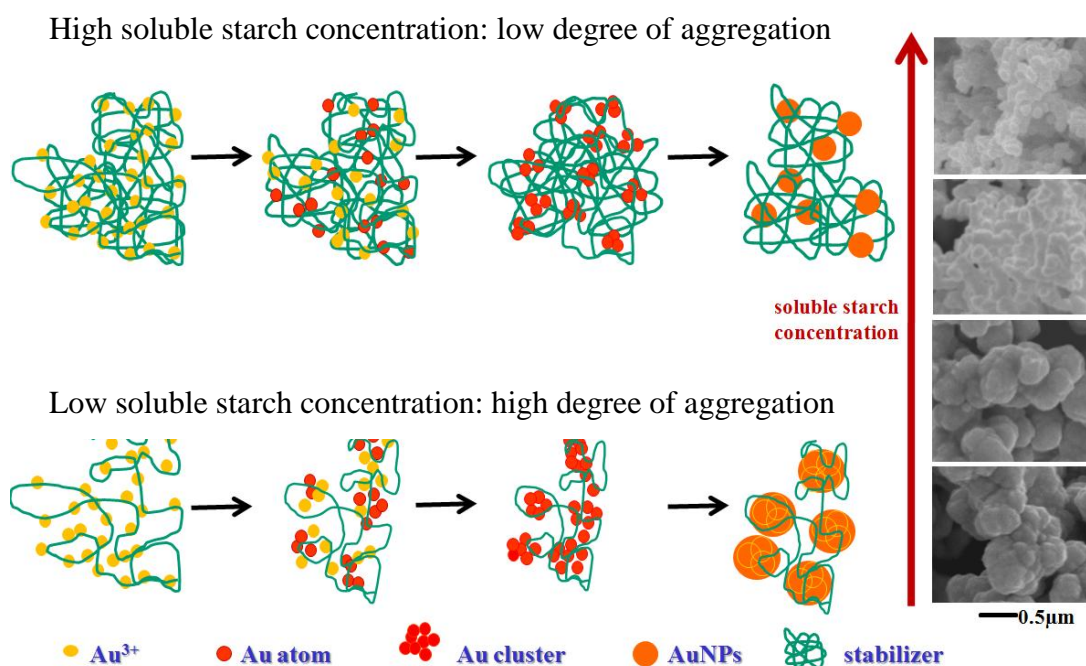 High soluble starch concentration: low degree of aggregation
soluble starch
concentration
Low soluble starch concentration: high degree of aggregation
0.5μm
Au³⁺
Au atom
Au cluster
AuNPs
stabilizer